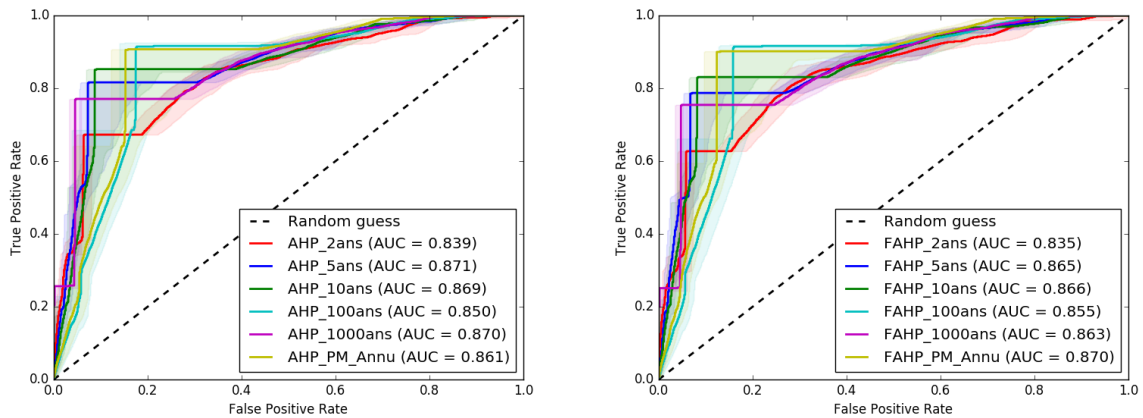 1.0
0.8
0.6
0.4
0.2
0.0
True Positive Rate
0.0 0.2 0.4 0.6 0.8 1.0
False Positive Rate
Random guess
AHP_2ans (AUC = 0.839)
AHP_5ans (AUC = 0.871)
AHP_10ans (AUC = 0.869)
AHP_100ans (AUC = 0.850)
AHP_1000ans (AUC = 0.870)
AHP_PM_Annu (AUC = 0.861)
1.0
0.8
0.6
0.4
0.2
0.0
True Positive Rate
0.0 0.2 0.4 0.6 0.8 1.0
False Positive Rate
Random guess
FAHP_2ans (AUC = 0.835)
FAHP_5ans (AUC = 0.865)
FAHP_10ans (AUC = 0.866)
FAHP_100ans (AUC = 0.855)
FAHP_1000ans (AUC = 0.863)
FAHP_PM_Annu (AUC = 0.870)